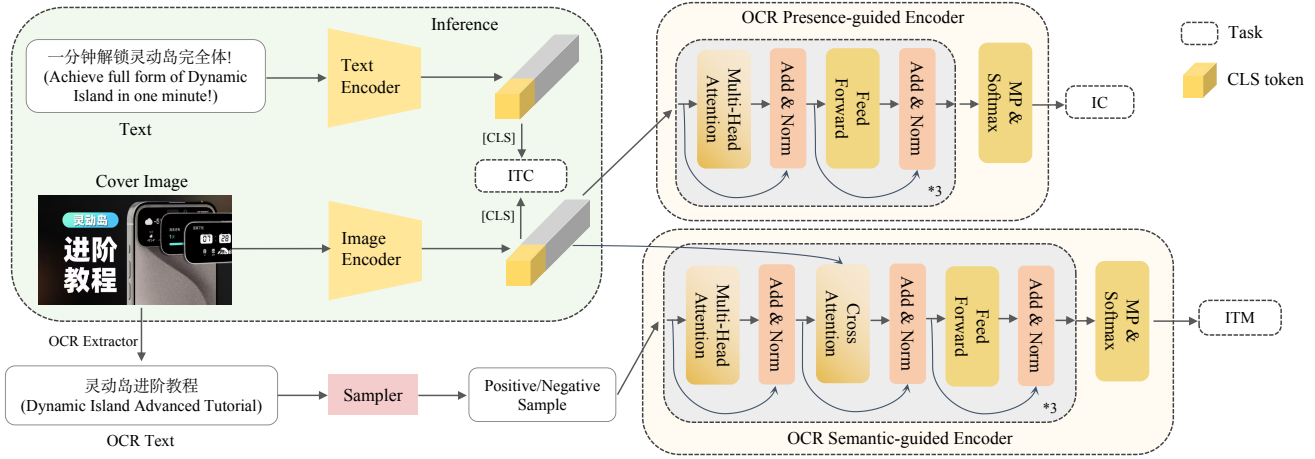 Inference
一分钟解锁灵动岛完全体!
(Achieve full form of Dynamic
Island in one minute!)
Text
Text
Encoder
[CLS]
ITC
[CLS]
Cover Image
灵动岛
进阶
教程
07 28
Image
Encoder
OCR Extractor
灵动岛进阶教程
(Dynamic Island Advanced Tutorial)
OCR Text
Sampler
Positive/Negative
Sample
OCR Presence-guided Encoder
Multi-Head
Attention
Add & Norm
Feed
Forward
Add & Norm
*3
MP &
Softmax
IC
Task
CLS token
Multi-Head
Attention
Add & Norm
Cross
Attention
Add & Norm
Feed
Forward
Add & Norm
*3
MP &
Softmax
ITM
OCR Semantic-guided Encoder